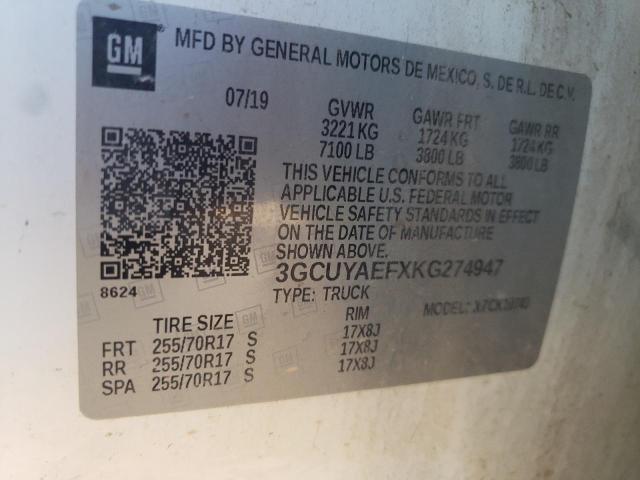 GM
MFD BY GENERAL MOTORS DE MEXICO, S. DE R.L. DE C.V.
07/19 GVWR GAWR FRT GAWR RR
3221 KG 1724 KG 1724 KG
7100 LB 3800 LB 3800 LB
THIS VEHICLE CONFORMS TO ALL
APPLICABLE U.S. FEDERAL MOTOR
VEHICLE SAFETY STANDARDS IN EFFECT
ON THE DATE OF MANUFACTURE
SHOWN ABOVE.
3GCUYAEFXKG274947
8624
TYPE: TRUCK MODEL:
TIRE SIZE RIM
FRT 255/70R17 S 17X8J
RR 255/70R17 S 17X8J
SPA 255/70R17 S 17X8J